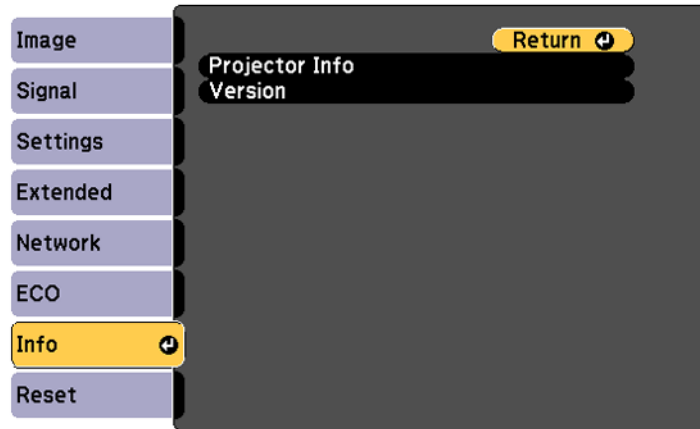 Image
Signal
Settings
Extended
Network
ECO
Info
Reset
Return
Projector Info
Version